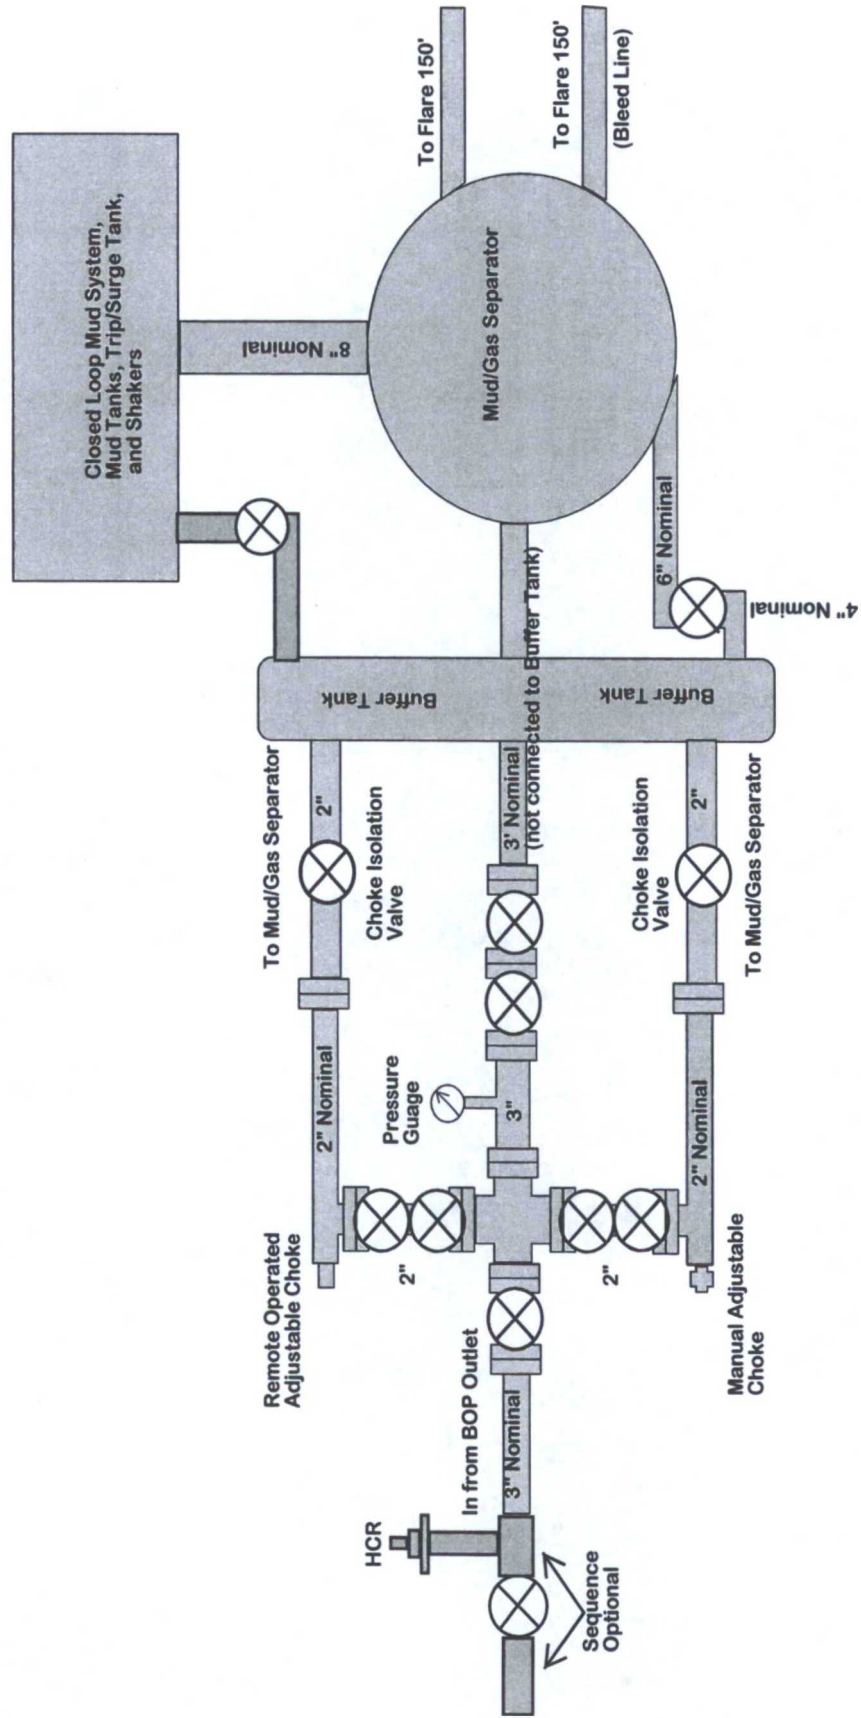 Closed Loop Mud System,
Mud Tanks, Trip/Surge Tank,
and Shakers
To Flare 150'
To Flare 150'
(Bleed Line)
8" Nominal
Mud/Gas Separator
6" Nominal
4" Nominal
Buffer Tank
Buffer Tank
To Mud/Gas Separator
2"
Choke Isolation
Valve
3' Nominal
(not connected to Buffer Tank)
Choke Isolation
Valve
2"
To Mud/Gas Separator
2" Nominal
Pressure
Guage
3"
2" Nominal
Remote Operated
Adjustable Choke
2"
2"
Manual Adjustable
Choke
In from BOP Outlet
3" Nominal
HCR
Sequence
Optional